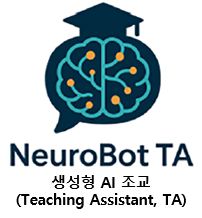 NeuroBot TA
생성형 AI 조교
(Teaching Assistant, TA)